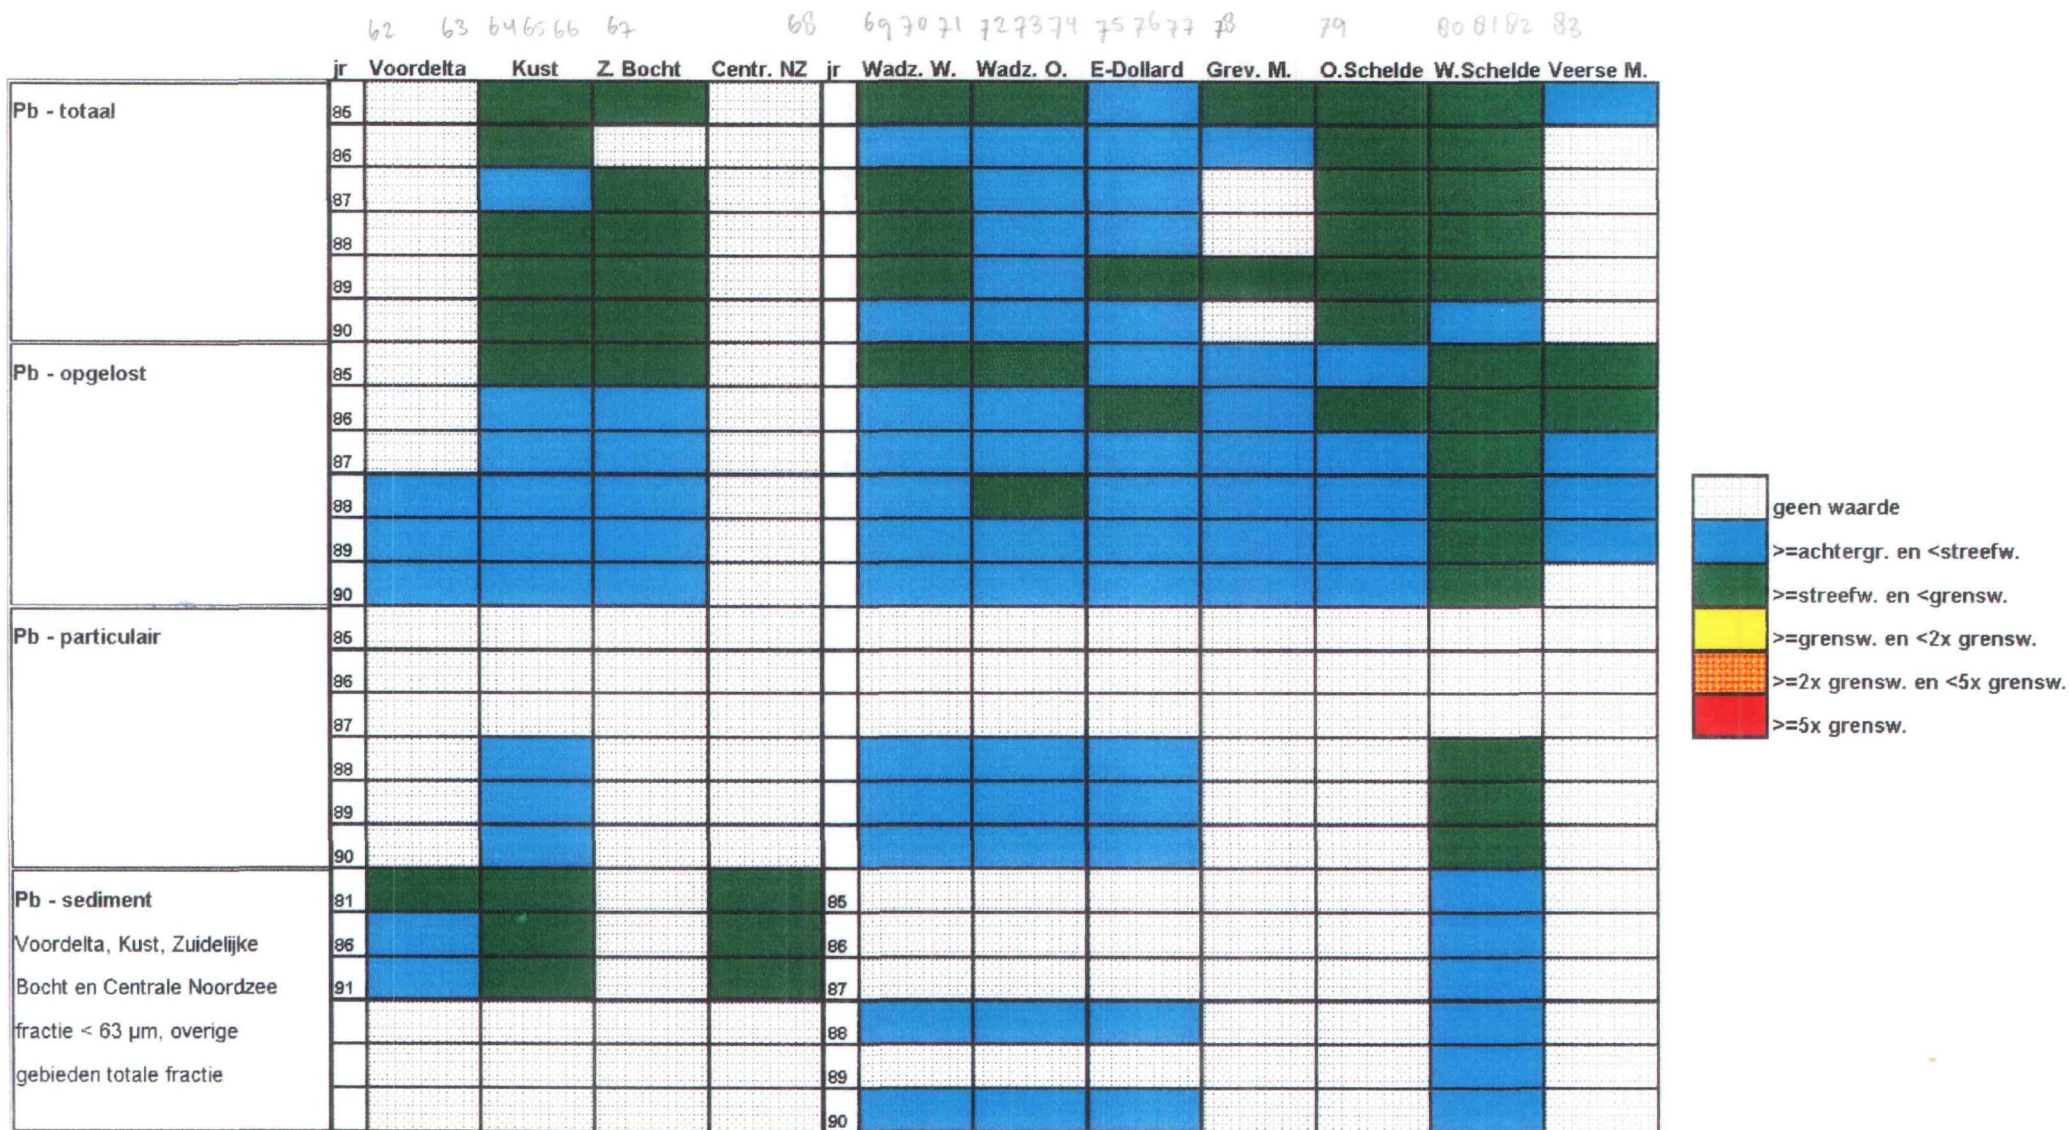 62 63 64 65 66 67 68 69 70 71 72 73 74 75 76 77 78 79 80 81 82 83
jr Voordelta Kust Z. Bocht Centr. NZ jr Wadz. W. Wadz. O. E-Dollard Grev. M. O.Schelde W.Schelde Veerse M.
Pb - totaal
85
86
87
88
89
90
Pb - opgelost
85
86
87
88
89
90
Pb - particulair
85
86
87
88
89
90
Pb - sediment
81 85
Voordelta, Kust, Zuidelijke
86 86
Bocht en Centrale Noordzee
91 87
fractie < 63 µm, overige
88
gebieden totale fractie
89
90
geen waarde
>=achtergr. en <streefw.
>=streefw. en <grensw.
>=grensw. en <2x grensw.
>=2x grensw. en <5x grensw.
>=5x grensw.